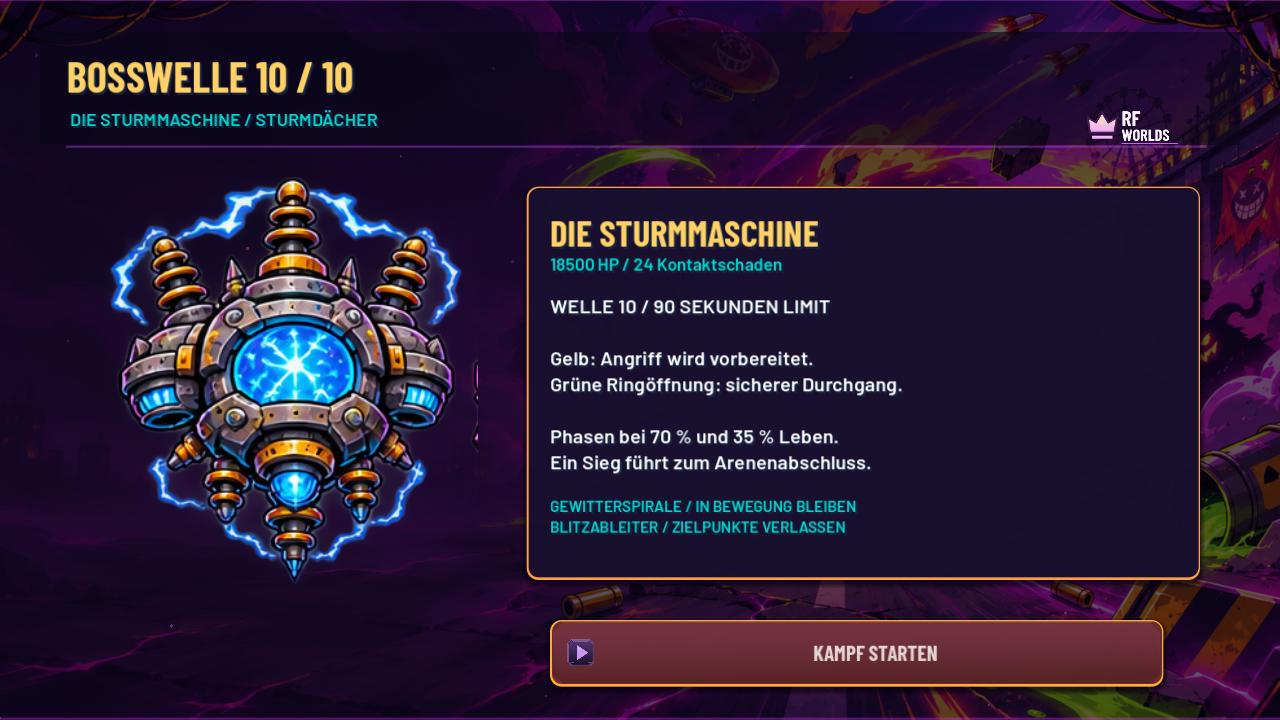 BOSSWELLE 10 / 10
DIE STURMMASCHINE / STURMDÄCHER
RF
WORLDS
DIE STURMMASCHINE
18500 HP / 24 Kontaktschaden
WELLE 10 / 90 SEKUNDEN LIMIT
Gelb: Angriff wird vorbereitet.
Grüne Ringöffnung: sicherer Durchgang.
Phasen bei 70 % und 35 % Leben.
Ein Sieg führt zum Arenenabschluss.
GEWITTERSPIRALE / IN BEWEGUNG BLEIBEN
BLITZABLEITER / ZIELPUNKTE VERLASSEN
KAMPF STARTEN